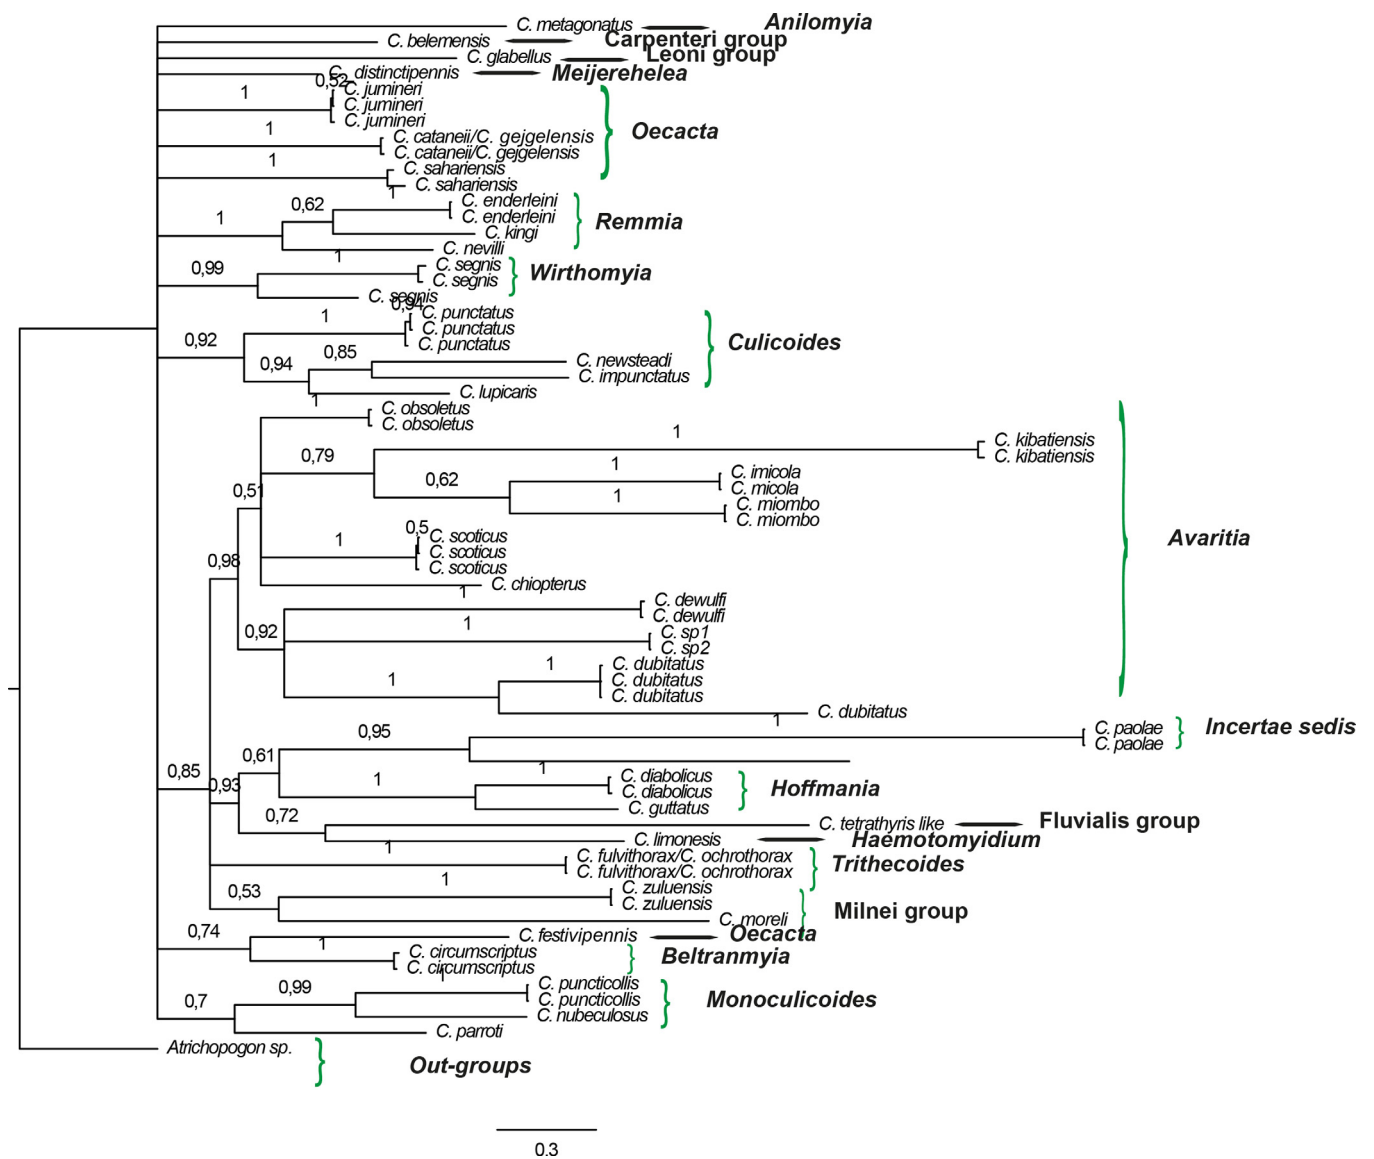 C. metagonatus Anilomyia
C. belemensis Carpenteri group
C. glabellus Leoni group
C. distinctipennis Meijerehelea
0,52
C. jumineri
1
C. jumineri
C. jumineri
Oecacta
1
C. cataneii/C. gejgelensis
C. cataneii/C. gejgelensis
1
C. sahariensis
C. sahariensis
1
C. enderleini
0,62
C. enderleini
1
Remmia
C. kingi
C. nevilli
1
C. segnis
0,99
C. segnis
Wirthomyia
C. segnis
0,94
C. punctatus
1
C. punctatus
C. punctatus
0,92
Culicoides
0,85
C. newsteadi
0,94
C. impunctatus
C. lupicaris
1
C. obsoletus
C. obsoletus
1
C. kibatiensis
0,79
C. kibatiensis
1
C. imicola
0,62
C. micola
0,51
1
C. miombo
C. miombo
0,5
C. scoticus
1
C. scoticus
Avaritia
C. scoticus
0,98
C. chiopterus
1
C. dewulfi
C. dewulfi
1
0,92
C. sp1
C. sp2
1
C. dubitatus
1
C. dubitatus
C. dubitatus
C. dubitatus
1
0,95
C. paolae
Incertae sedis
C. paolae
0,61
0,85
1
C. diabolicus
0,93
1
C. diabolicus
Hoffmania
C. guttatus
0,72
C. tetrathyris like Fluvialis group
C. limonesis Haemotomyidium
1
C. fulvithorax/C. ochrothorax
C. fulvithorax/C. ochrothorax
Trithecoides
1
C. zuluensis
0,53
C. zuluensis
Milnei group
C. moreli
0,74
C. festivipennis Oecacta
1
C. circumscriptus
Beltranmyia
C. circumscriptus
1
C. puncticollis
0,99
C. puncticollis
0,7
Monoculicoides
C. nubeculosus
C. parroti
Atrichopogon sp.
Out-groups
0.3